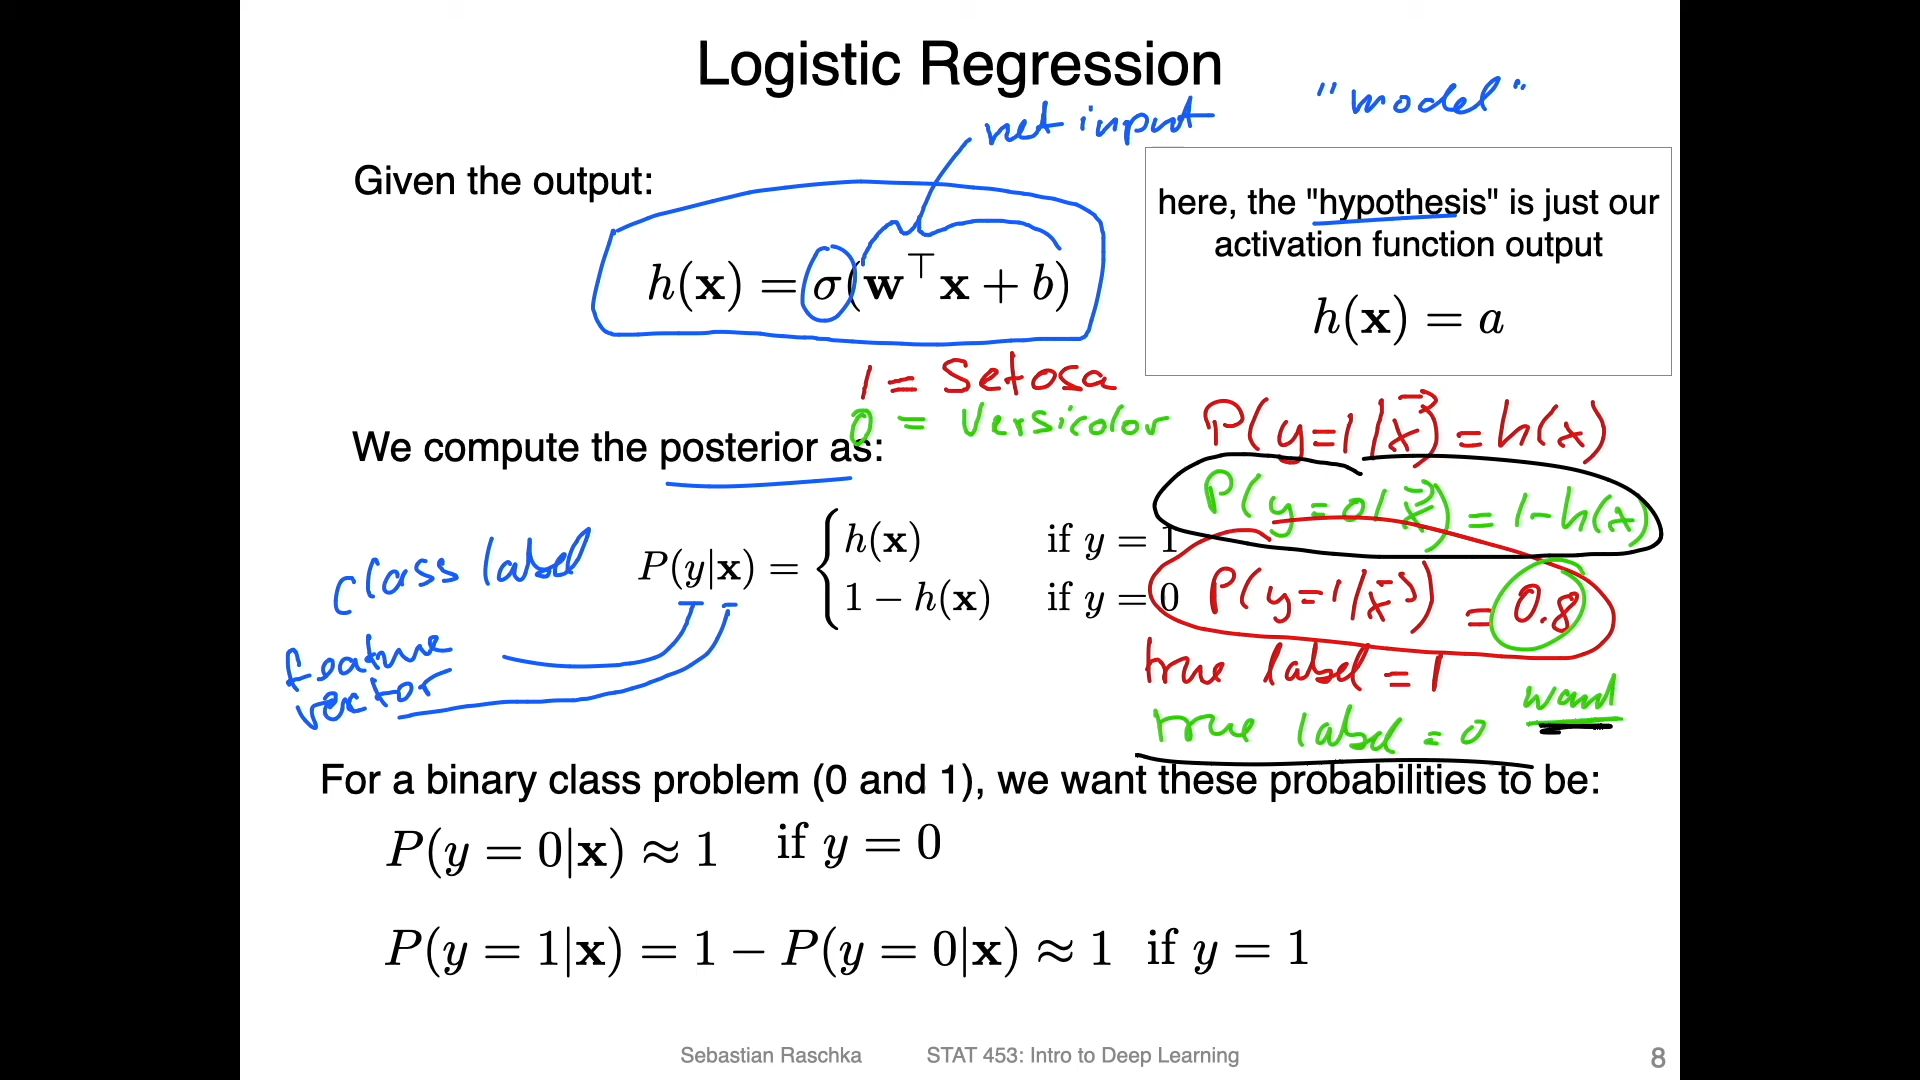 Logistic Regression
"model"
net input
Given the output:
h(x) = σ(w⊤x + b)
here, the "hypothesis" is just our
activation function output
h(x) = a
1 = Setosa
0 = Versicolor
P(y=1|x⃗) = h(x)
We compute the posterior as:
P(y=0|x⃗) = 1-h(x)
class label
P(y|x) = { h(x) if y = 1
1 − h(x) if y = 0
P(y=1|x⃗) = 0.8
feature
vector
true label = 1
want
true label = 0
For a binary class problem (0 and 1), we want these probabilities to be:
P(y = 0|x) ≈ 1 if y = 0
P(y = 1|x) = 1 − P(y = 0|x) ≈ 1 if y = 1
Sebastian Raschka STAT 453: Intro to Deep Learning 8